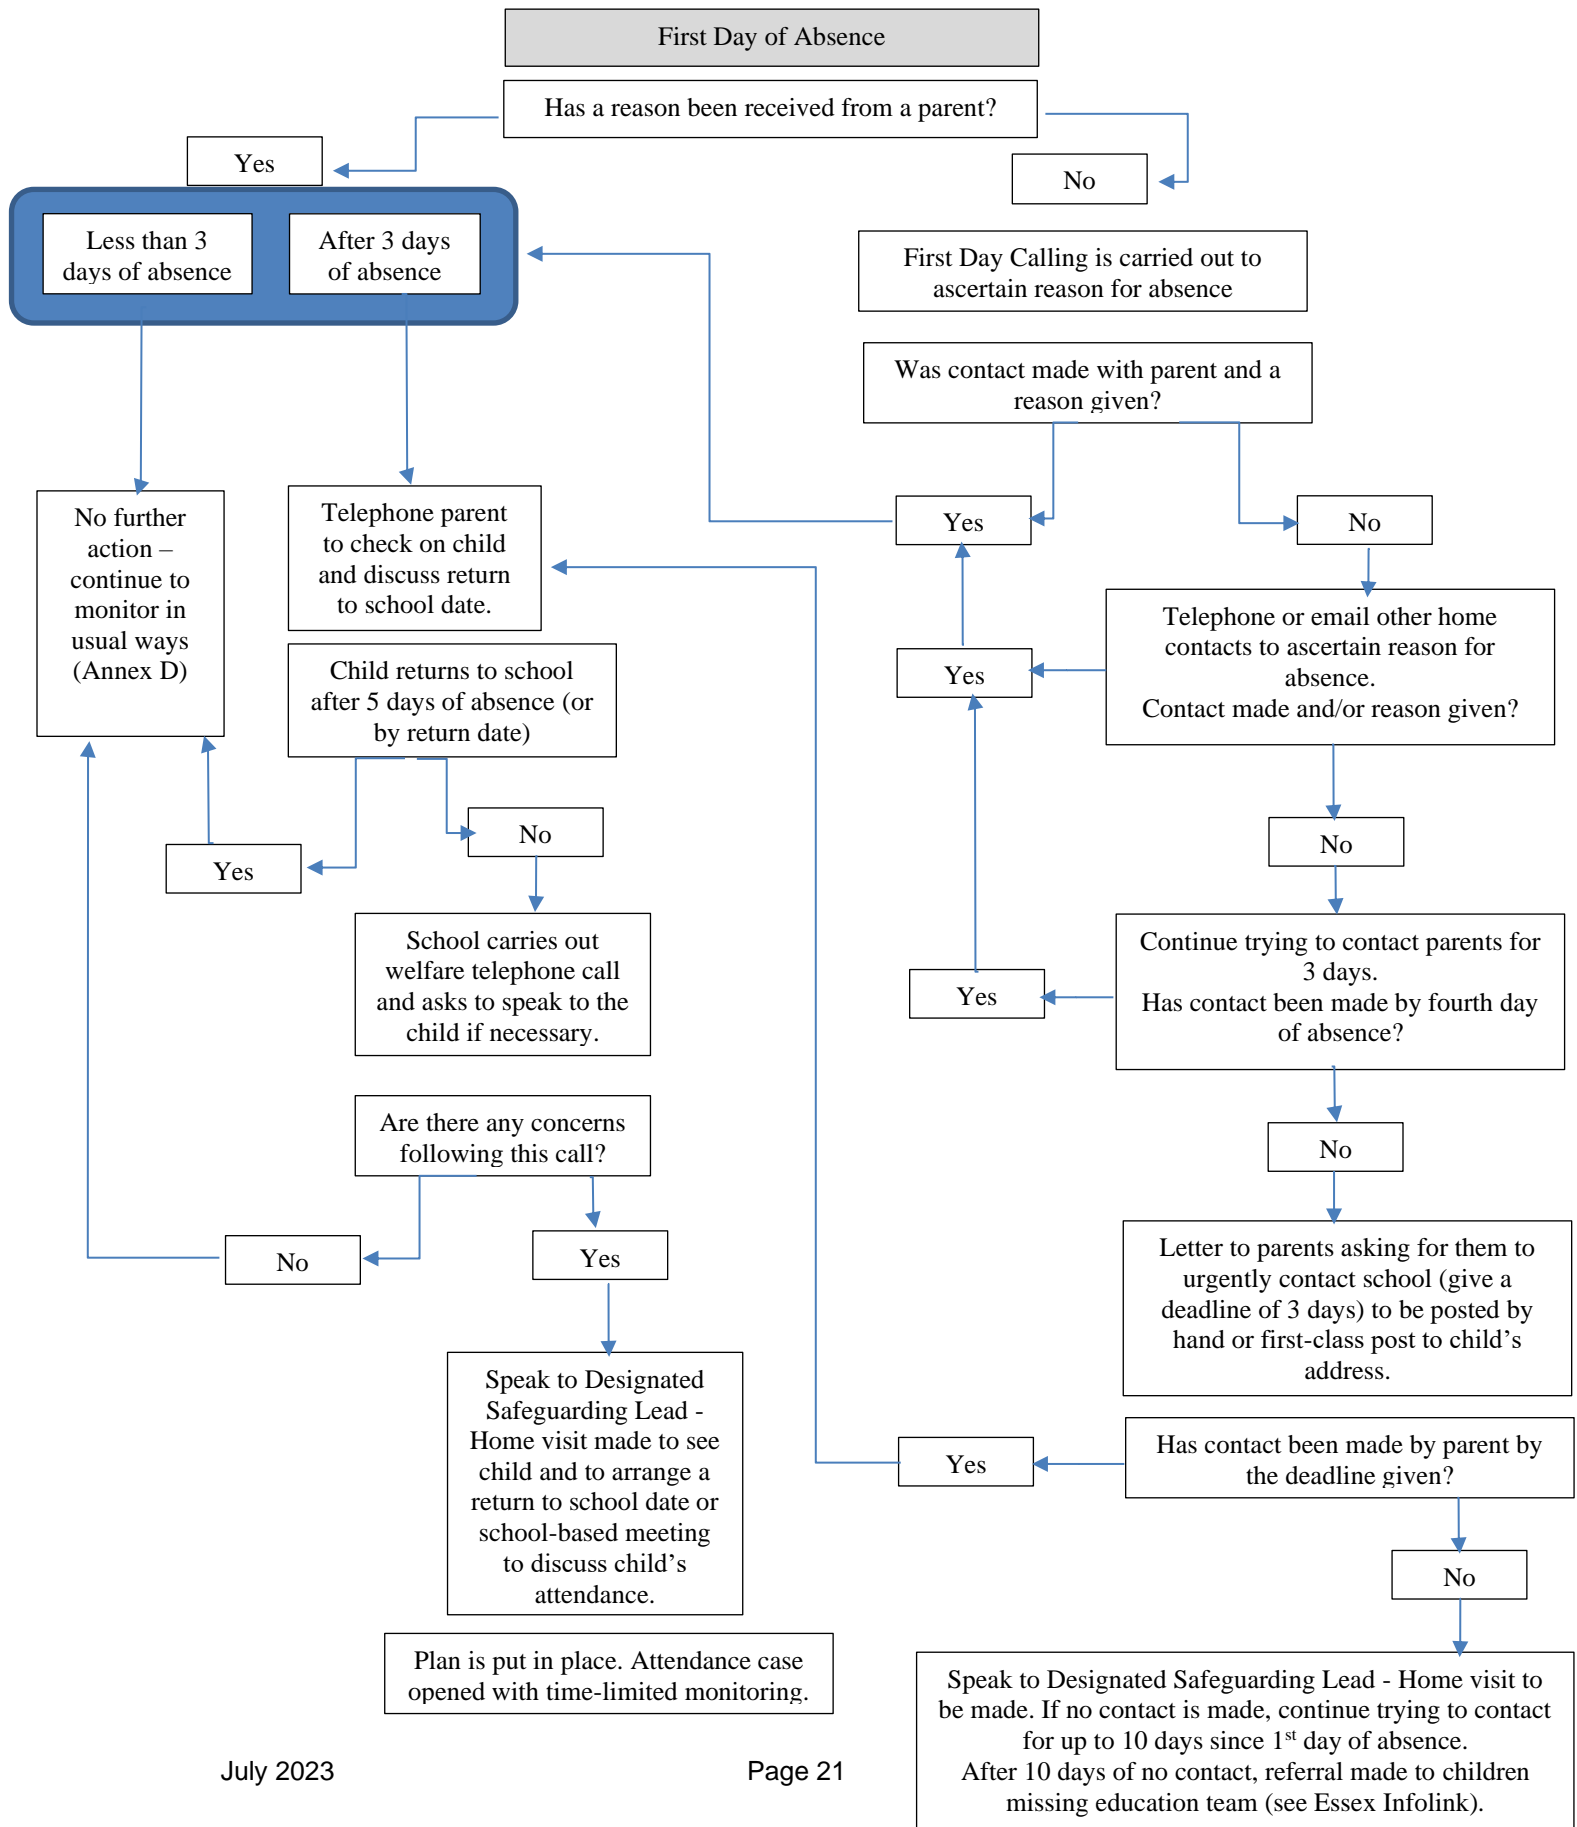 First Day of Absence
Has a reason been received from a parent?
Yes
No
Less than 3
days of absence
After 3 days
of absence
First Day Calling is carried out to
ascertain reason for absence
Was contact made with parent and a
reason given?
No further
action –
continue to
monitor in
usual ways
(Annex D)
Telephone parent
to check on child
and discuss return
to school date.
Yes
No
Telephone or email other home
contacts to ascertain reason for
absence.
Contact made and/or reason given?
Yes
Child returns to school
after 5 days of absence (or
by return date)
No
Yes
No
School carries out
welfare telephone call
and asks to speak to the
child if necessary.
Continue trying to contact parents for
3 days.
Has contact been made by fourth day
of absence?
Yes
Are there any concerns
following this call?
No
No
Yes
Letter to parents asking for them to
urgently contact school (give a
deadline of 3 days) to be posted by
hand or first-class post to child’s
address.
Speak to Designated
Safeguarding Lead -
Home visit made to see
child and to arrange a
return to school date or
school-based meeting
to discuss child’s
attendance.
Yes
Has contact been made by parent by
the deadline given?
No
Plan is put in place. Attendance case
opened with time-limited monitoring.
Speak to Designated Safeguarding Lead - Home visit to
be made. If no contact is made, continue trying to contact
for up to 10 days since 1st day of absence.
After 10 days of no contact, referral made to children
missing education team (see Essex Infolink).
July 2023
Page 21